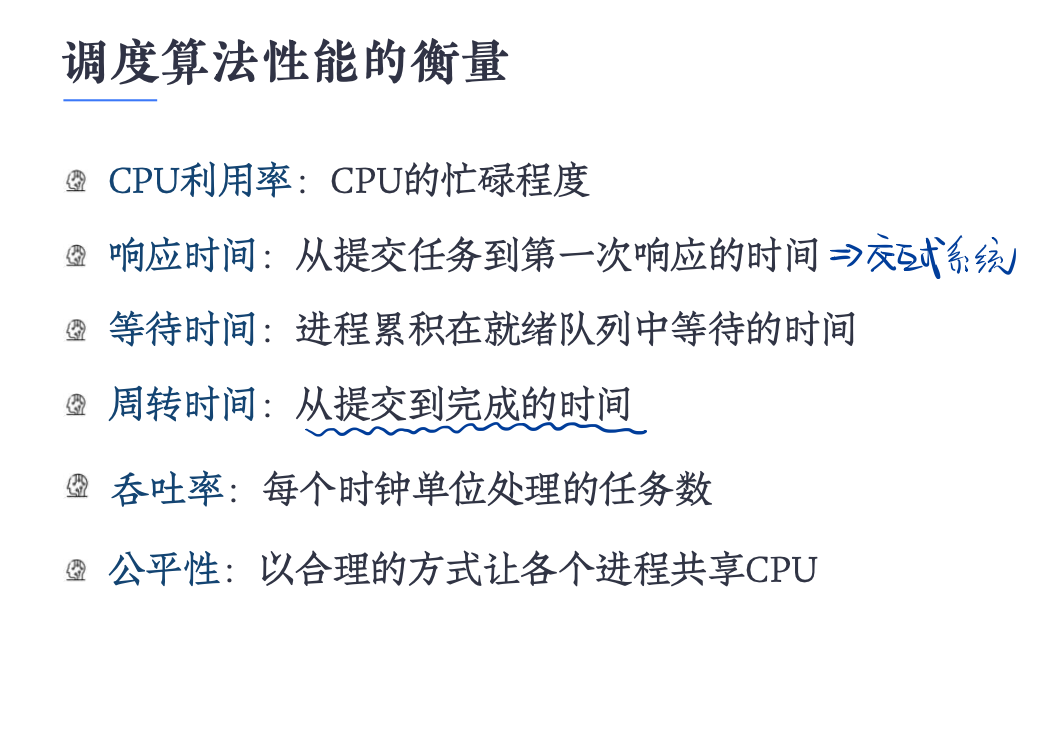 调度算法性能的衡量
CPU利用率：CPU的忙碌程度
响应时间：从提交任务到第一次响应的时间 ⇒交互式系统
等待时间：进程累积在就绪队列中等待的时间
周转时间：从提交到完成的时间
吞吐率：每个时钟单位处理的任务数
公平性：以合理的方式让各个进程共享CPU